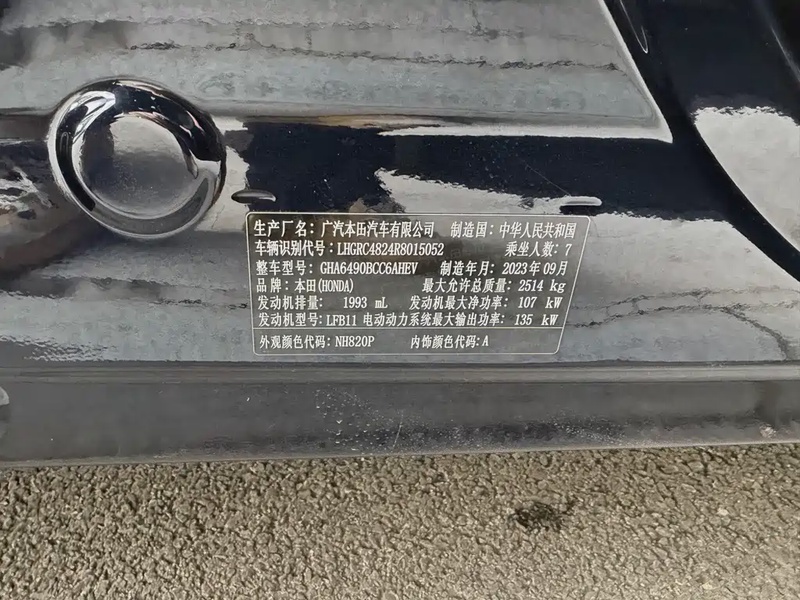 生产厂名：广汽本田汽车有限公司 制造国：中华人民共和国
车辆识别代号：LHGRC4824R8015052 乘坐人数：7
整车型号：GHA6490BCC6AHEV 制造年月：2023年09月
品牌：本田(HONDA) 最大允许总质量：2514 kg
发动机排量：1993 mL 发动机最大净功率：107 kW
发动机型号：LFB11 电动动力系统最大输出功率：135 kW
外观颜色代码：NH820P 内饰颜色代码：A